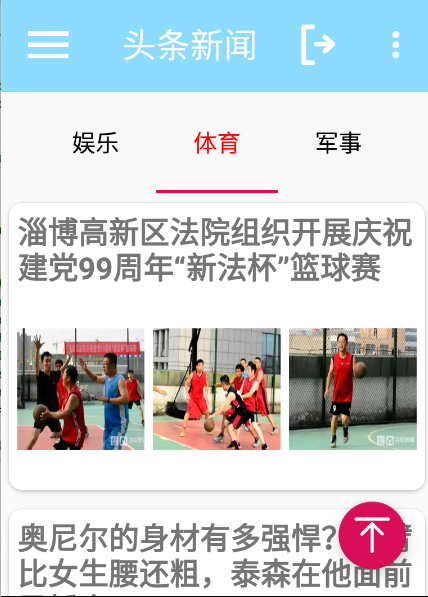 头条新闻
娱乐 体育 军事
淄博高新区法院组织开展庆祝
建党99周年“新法杯”篮球赛
奥尼尔的身材有多强悍?
比女生腰还粗，泰森在他面前